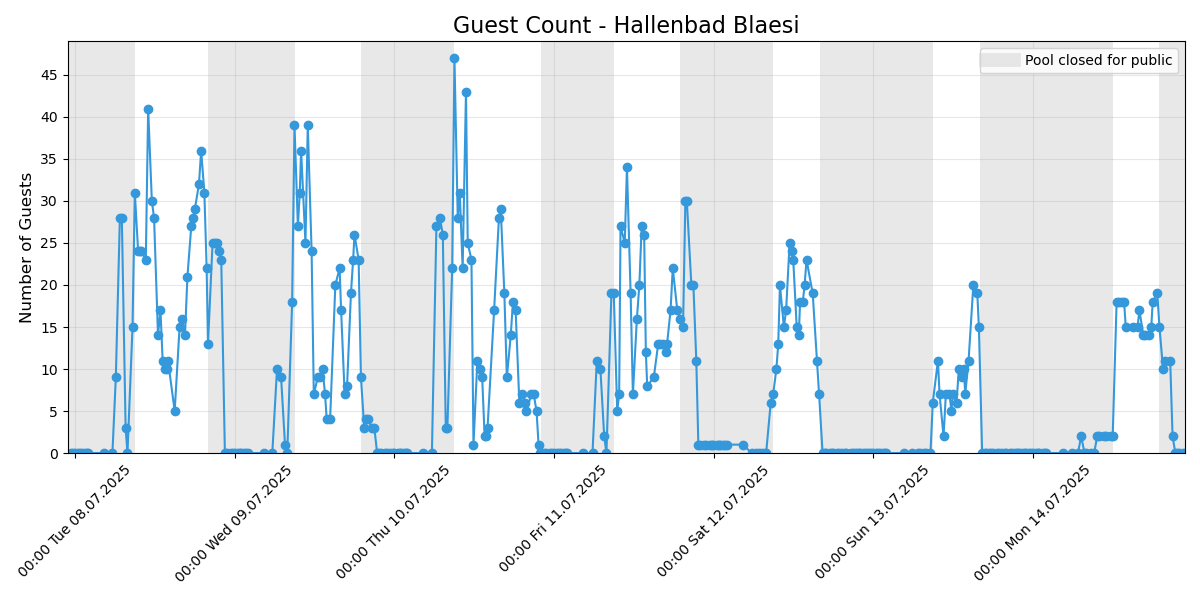 Guest Count - Hallenbad Blaesi
Pool closed for public
Number of Guests
45
40
35
30
25
20
15
10
5
0
00:00 Tue 08.07.2025
00:00 Wed 09.07.2025
00:00 Thu 10.07.2025
00:00 Fri 11.07.2025
00:00 Sat 12.07.2025
00:00 Sun 13.07.2025
00:00 Mon 14.07.2025